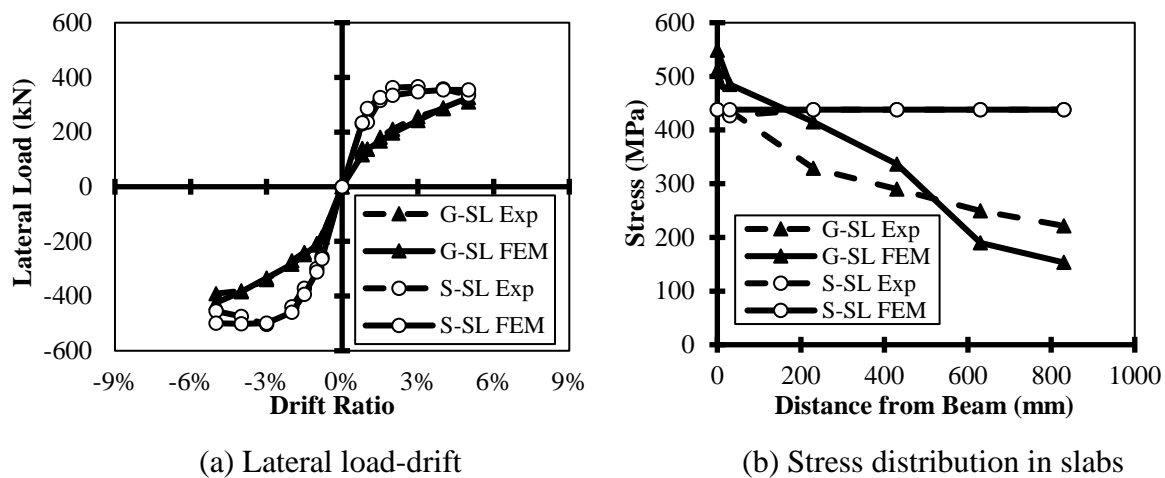 600
400
200
0
-200
-400
-600
-9%
-6%
-3%
0%
3%
6%
9%
Lateral Load (kN)
Drift Ratio
G-SL Exp
G-SL FEM
S-SL Exp
S-SL FEM
(a) Lateral load-drift
600
500
400
300
200
100
0
0
200
400
600
800
1000
Stress (MPa)
Distance from Beam (mm)
G-SL Exp
G-SL FEM
S-SL Exp
S-SL FEM
(b) Stress distribution in slabs